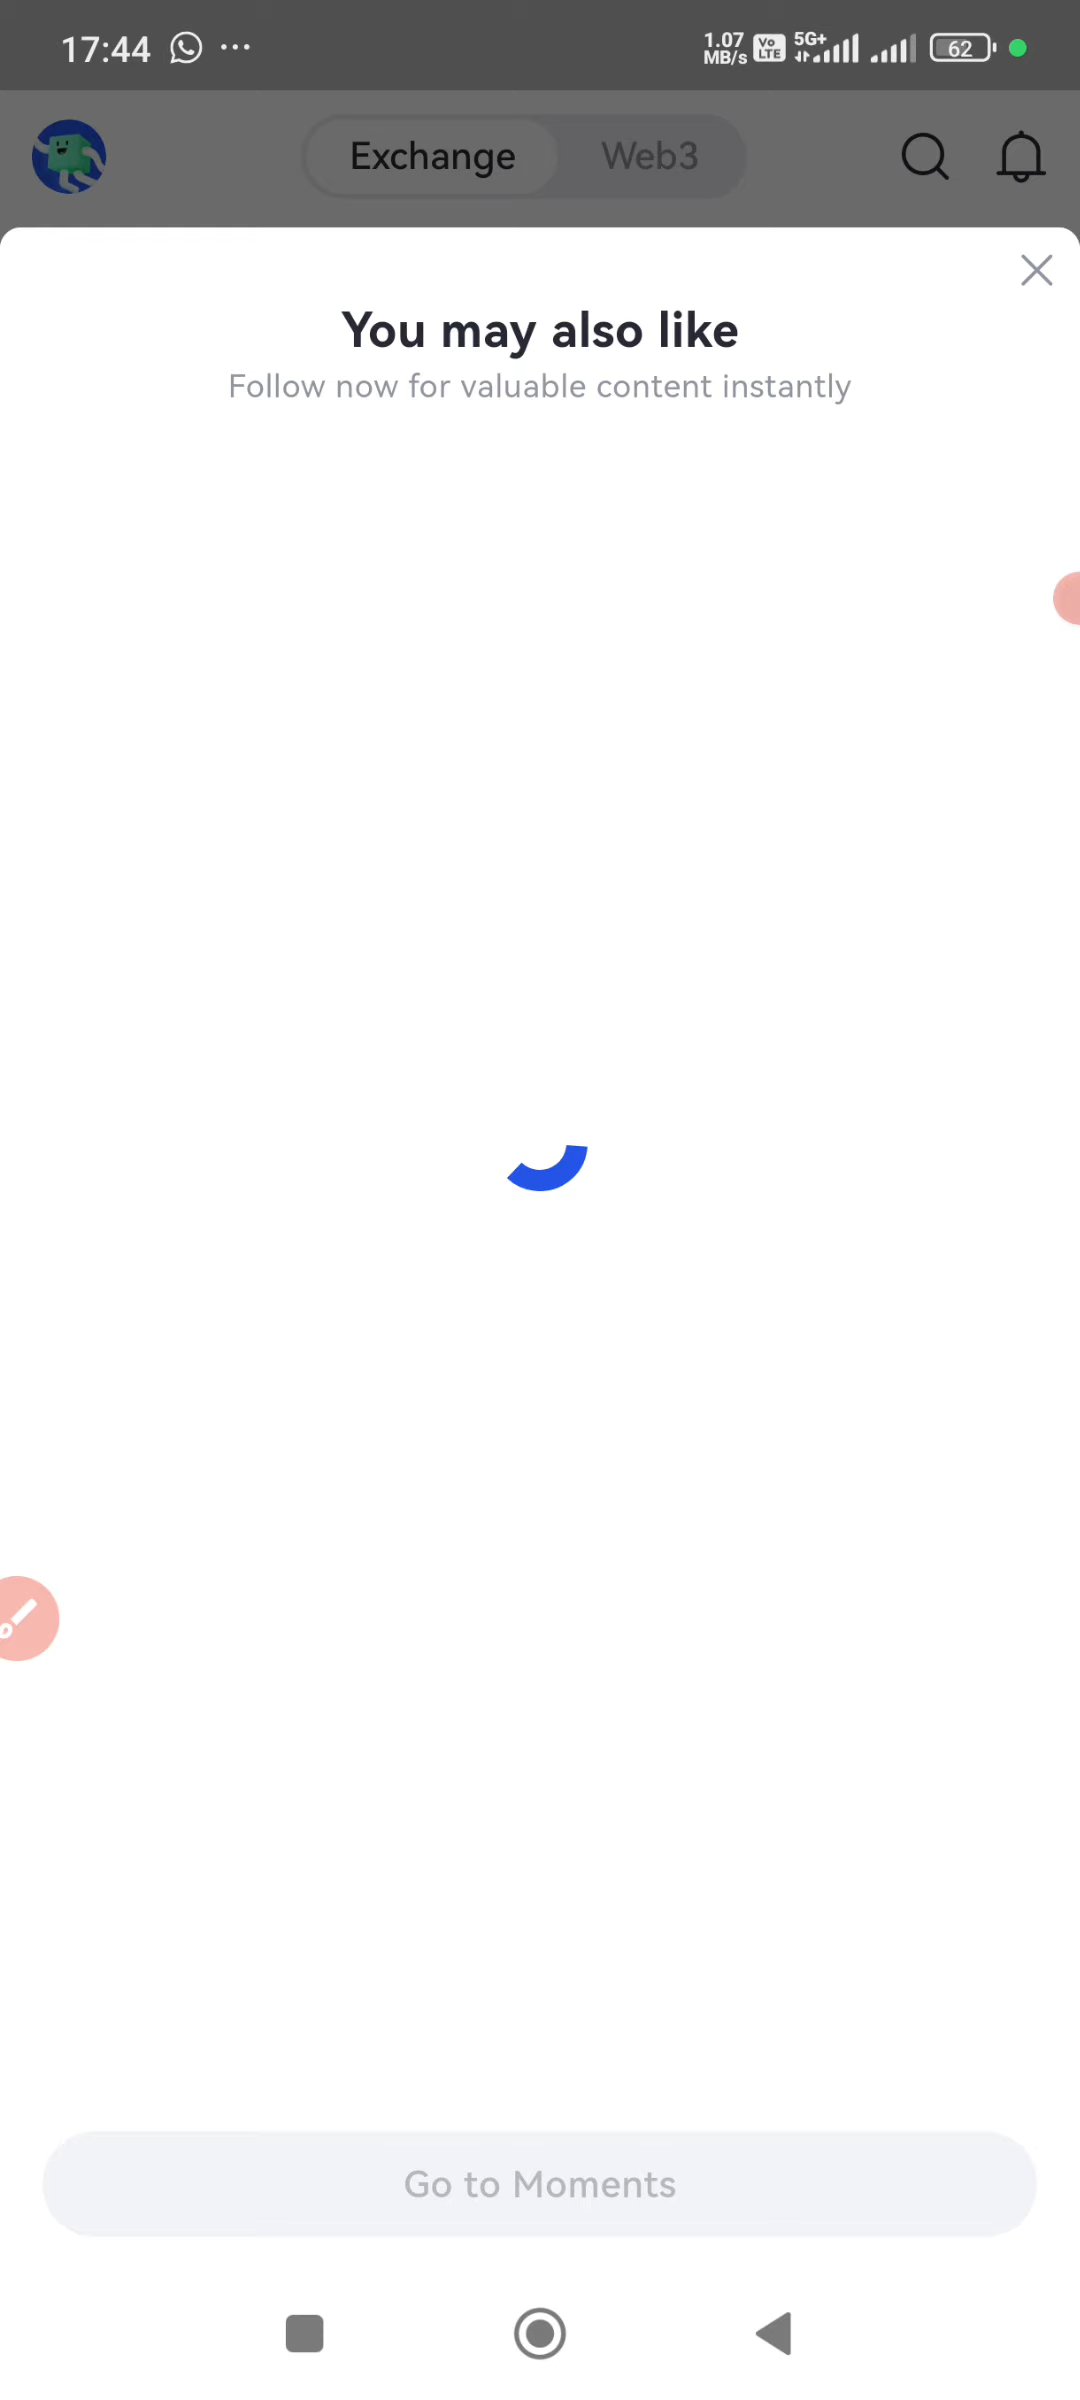 17:44
1.07
MB/s
Vo
LTE
5G+
62
Exchange
Web3
You may also like
Follow now for valuable content instantly
Go to Moments